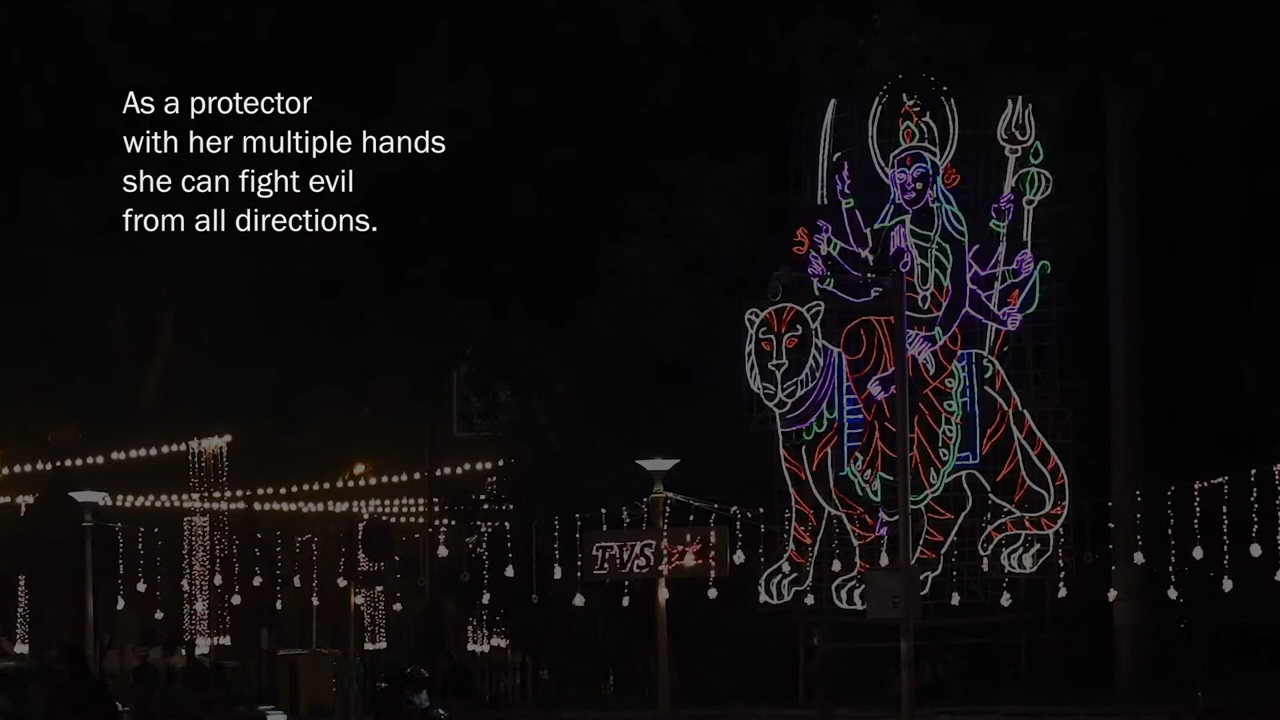 As a protector
with her multiple hands
she can fight evil
from all directions.
TVS